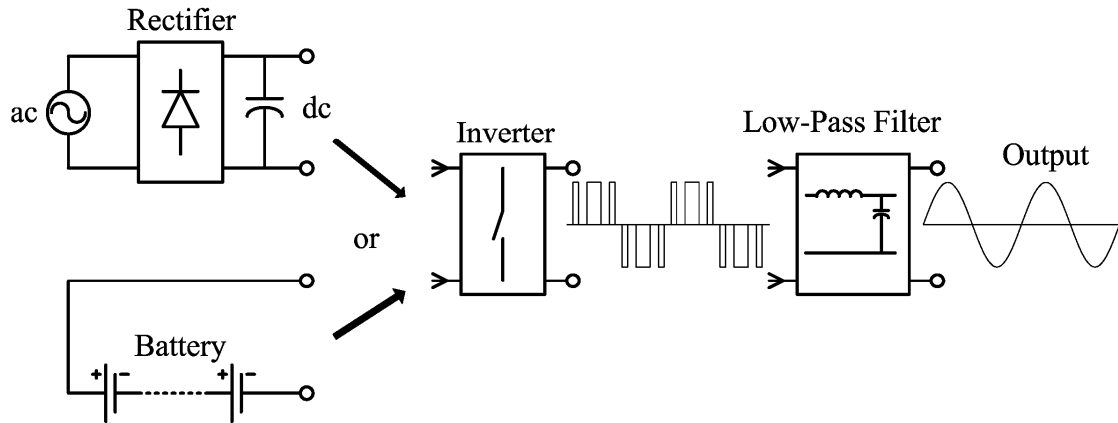 Rectifier
ac
dc
Inverter
Low-Pass Filter
Output
or
Battery
+ -
+ -